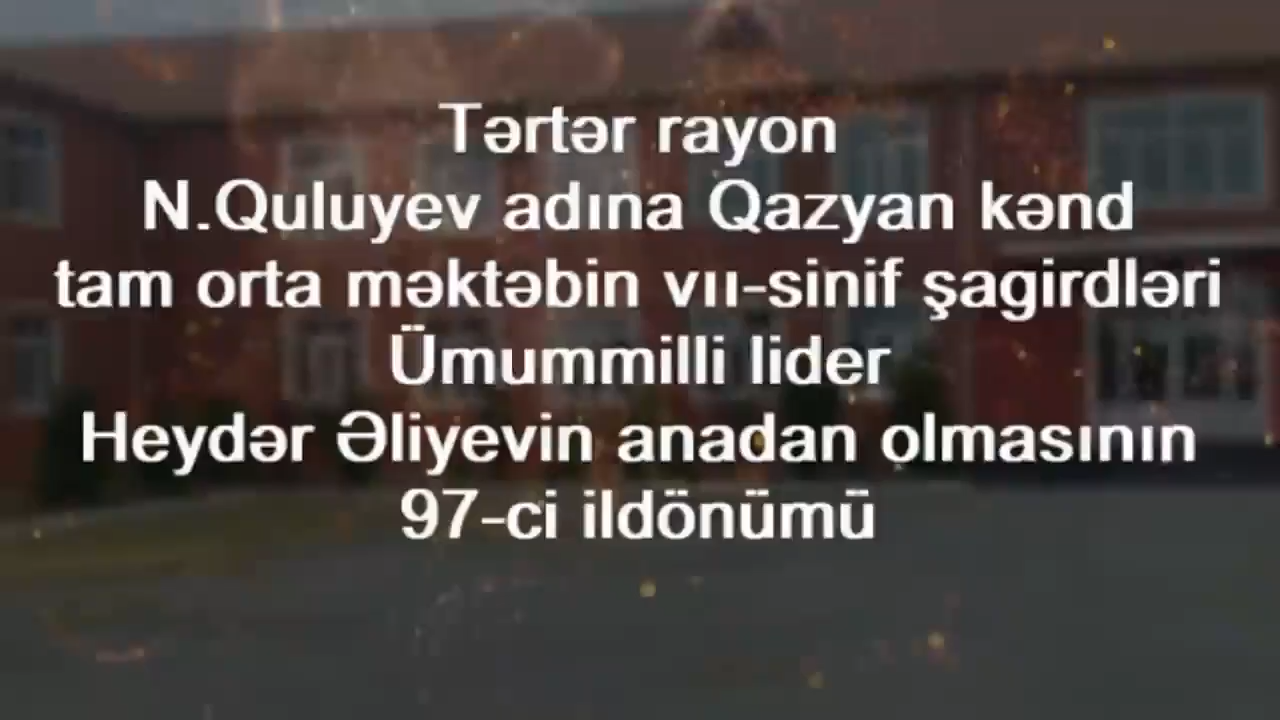 Tərtər rayon
N.Quluyev adına Qazyan kənd
tam orta məktəbin vıı-sinif şagirdləri
Ümummilli lider
Heydər Əliyevin anadan olmasının
97-ci ildönümü